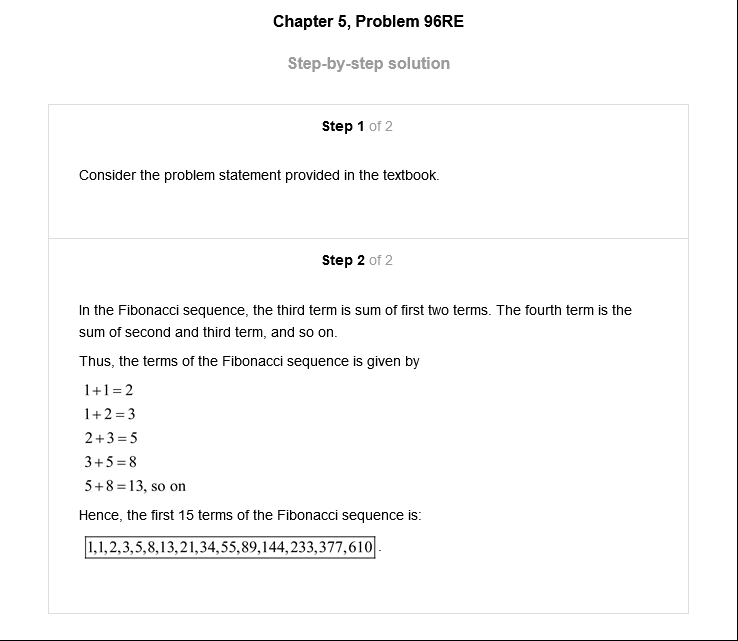 Chapter 5, Problem 96RE
Step-by-step solution
Step 1 of 2
Consider the problem statement provided in the textbook.
Step 2 of 2
In the Fibonacci sequence, the third term is sum of first two terms. The fourth term is the
sum of second and third term, and so on.
Thus, the terms of the Fibonacci sequence is given by
1+1=2
1+2=3
2+3=5
3+5=8
5+8=13, so on
Hence, the first 15 terms of the Fibonacci sequence is:
1,1,2,3,5,8,13,21,34,55,89,144,233,377,610.